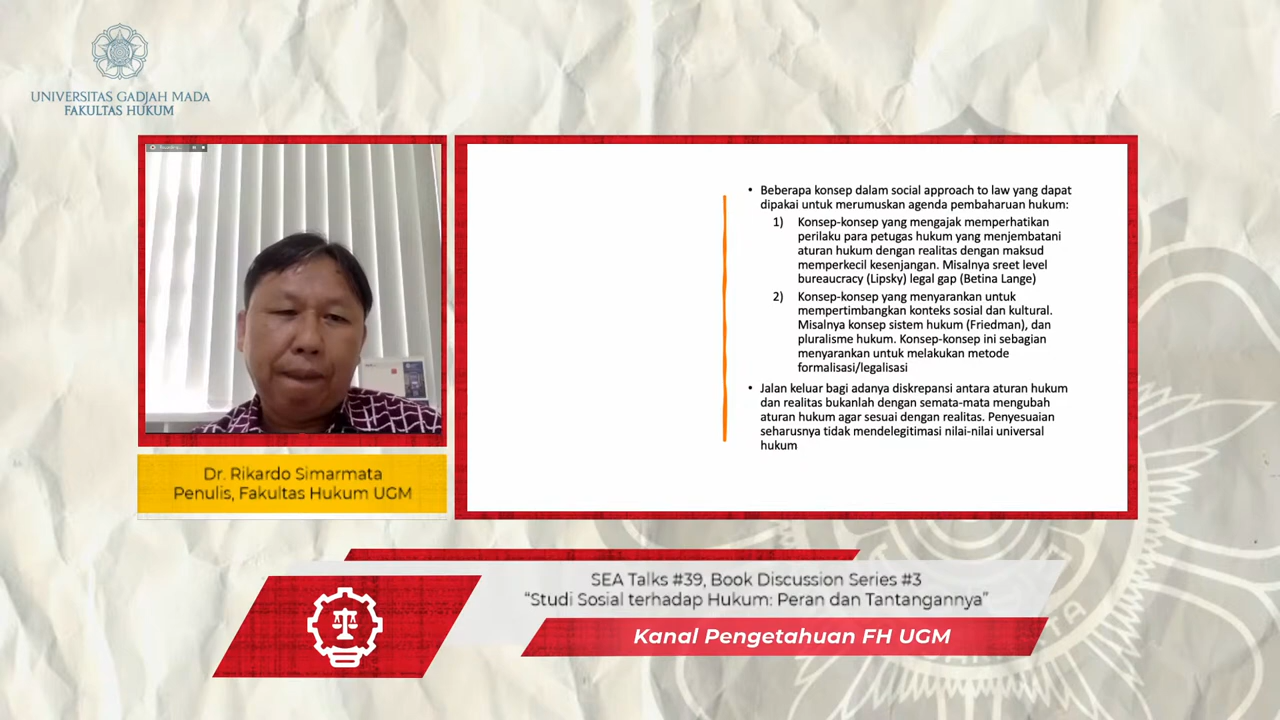 UNIVERSITAS GADJAH MADA
FAKULTAS HUKUM
Dr. Rikardo Simarmata
Penulis, Fakultas Hukum UGM
• Beberapa konsep dalam social approach to law yang dapat
dipakai untuk merumuskan agenda pembaharuan hukum:
1) Konsep-konsep yang mengajak memperhatikan
perilaku para petugas hukum yang menjembatani
aturan hukum dengan realitas dengan maksud
memperkecil kesenjangan. Misalnya sreet level
bureaucracy (Lipsky) legal gap (Betina Lange)
2) Konsep-konsep yang menyarankan untuk
mempertimbangkan konteks sosial dan kultural.
Misalnya konsep sistem hukum (Friedman), dan
pluralisme hukum. Konsep-konsep ini sebagian
menyarankan untuk melakukan metode
formalisasi/legalisasi
• Jalan keluar bagi adanya diskrepansi antara aturan hukum
dan realitas bukanlah dengan semata-mata mengubah
aturan hukum agar sesuai dengan realitas. Penyesuaian
seharusnya tidak mendelegitimasi nilai-nilai universal
hukum
SEA Talks #39, Book Discussion Series #3
“Studi Sosial terhadap Hukum: Peran dan Tantangannya”
Kanal Pengetahuan FH UGM